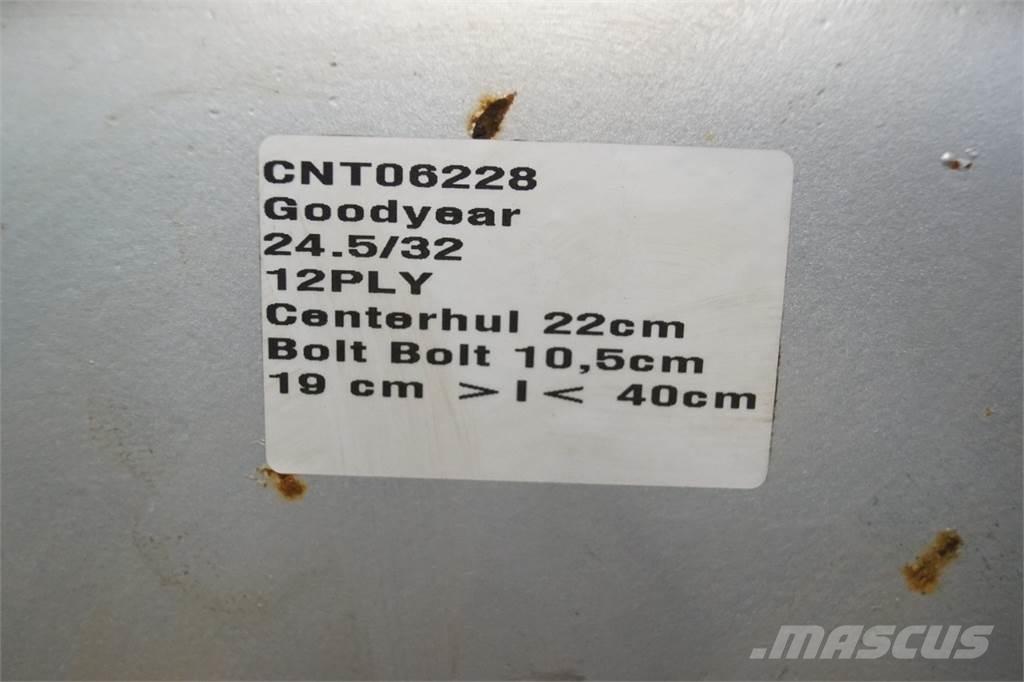 CNT06228
Goodyear
24.5/32
12PLY
Centerhul 22cm
Bolt Bolt 10,5cm
19 cm >I< 40cm
MASCUS